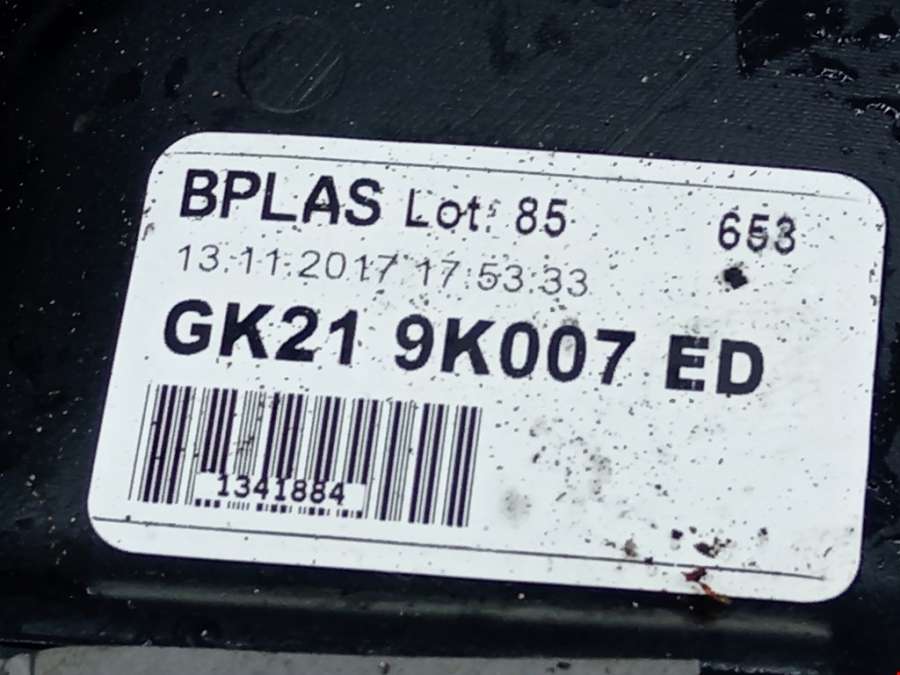 BPLAS Lot: 85 653
13.11.2017 17:53:33
GK21 9K007 ED
1341884